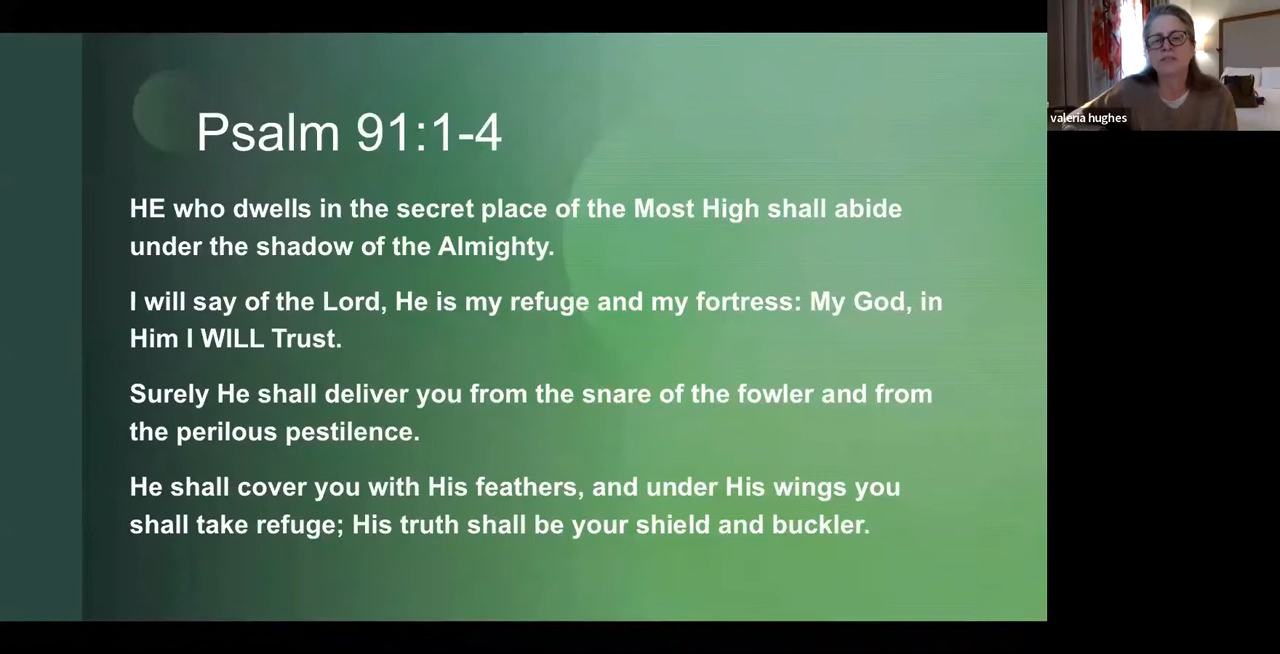 Psalm 91:1-4
HE who dwells in the secret place of the Most High shall abide
under the shadow of the Almighty.
I will say of the Lord, He is my refuge and my fortress: My God, in
Him I WILL Trust.
Surely He shall deliver you from the snare of the fowler and from
the perilous pestilence.
He shall cover you with His feathers, and under His wings you
shall take refuge; His truth shall be your shield and buckler.
valeria hughes